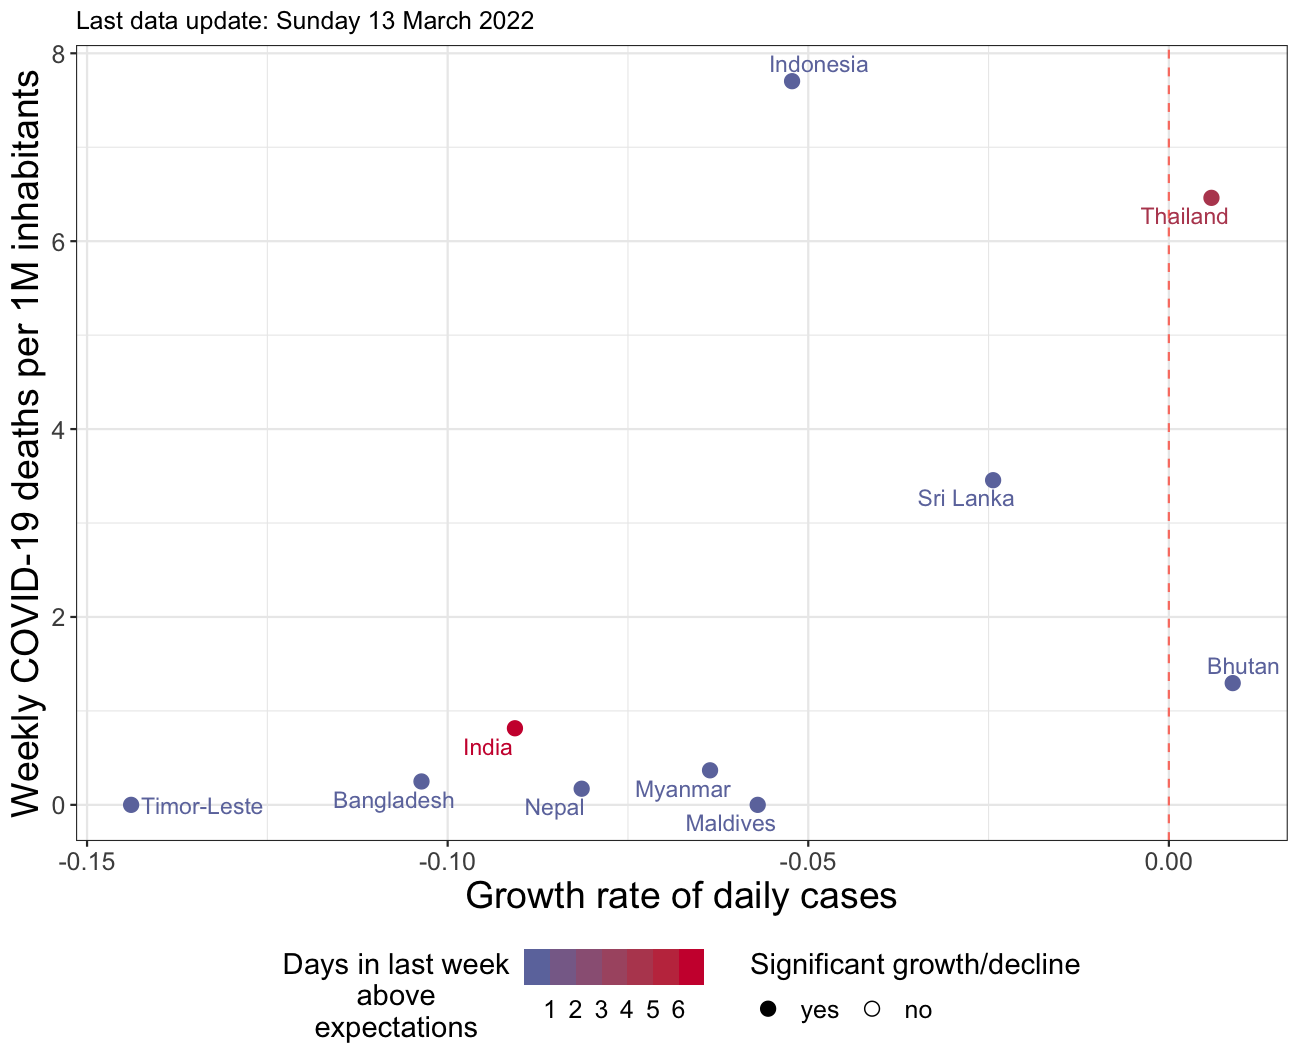 Last data update: Sunday 13 March 2022
Weekly COVID-19 deaths per 1M inhabitants
8
6
4
2
0
Indonesia
Thailand
Sri Lanka
Bhutan
India
Bangladesh
Timor-Leste
Nepal
Myanmar
Maldives
-0.15
-0.10
-0.05
0.00
Growth rate of daily cases
Days in last week
above
expectations
1 2 3 4 5 6
Significant growth/decline
yes
no